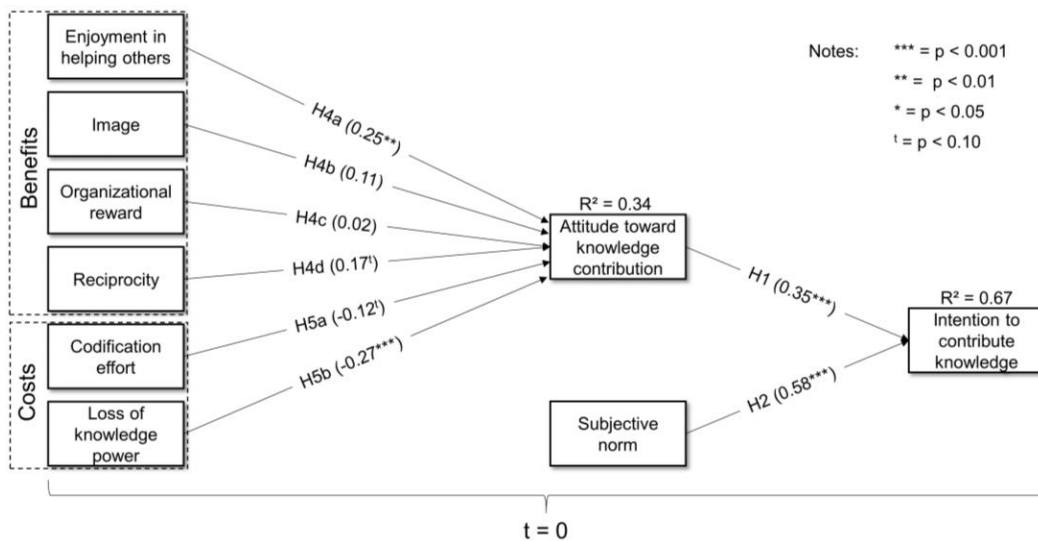 Benefits
Enjoyment in
helping others
Image
Organizational
reward
Reciprocity
Costs
Codification
effort
Loss of
knowledge
power
H4a (0.25**)
H4b (0.11)
H4c (0.02)
H4d (0.17ᵗ)
H5a (-0.12ᵗ)
H5b (-0.27***)
R² = 0.34
Attitude toward
knowledge
contribution
Subjective
norm
H1 (0.35***)
H2 (0.58***)
R² = 0.67
Intention to
contribute
knowledge
Notes: *** = p < 0.001
** = p < 0.01
* = p < 0.05
ᵗ = p < 0.10
t = 0